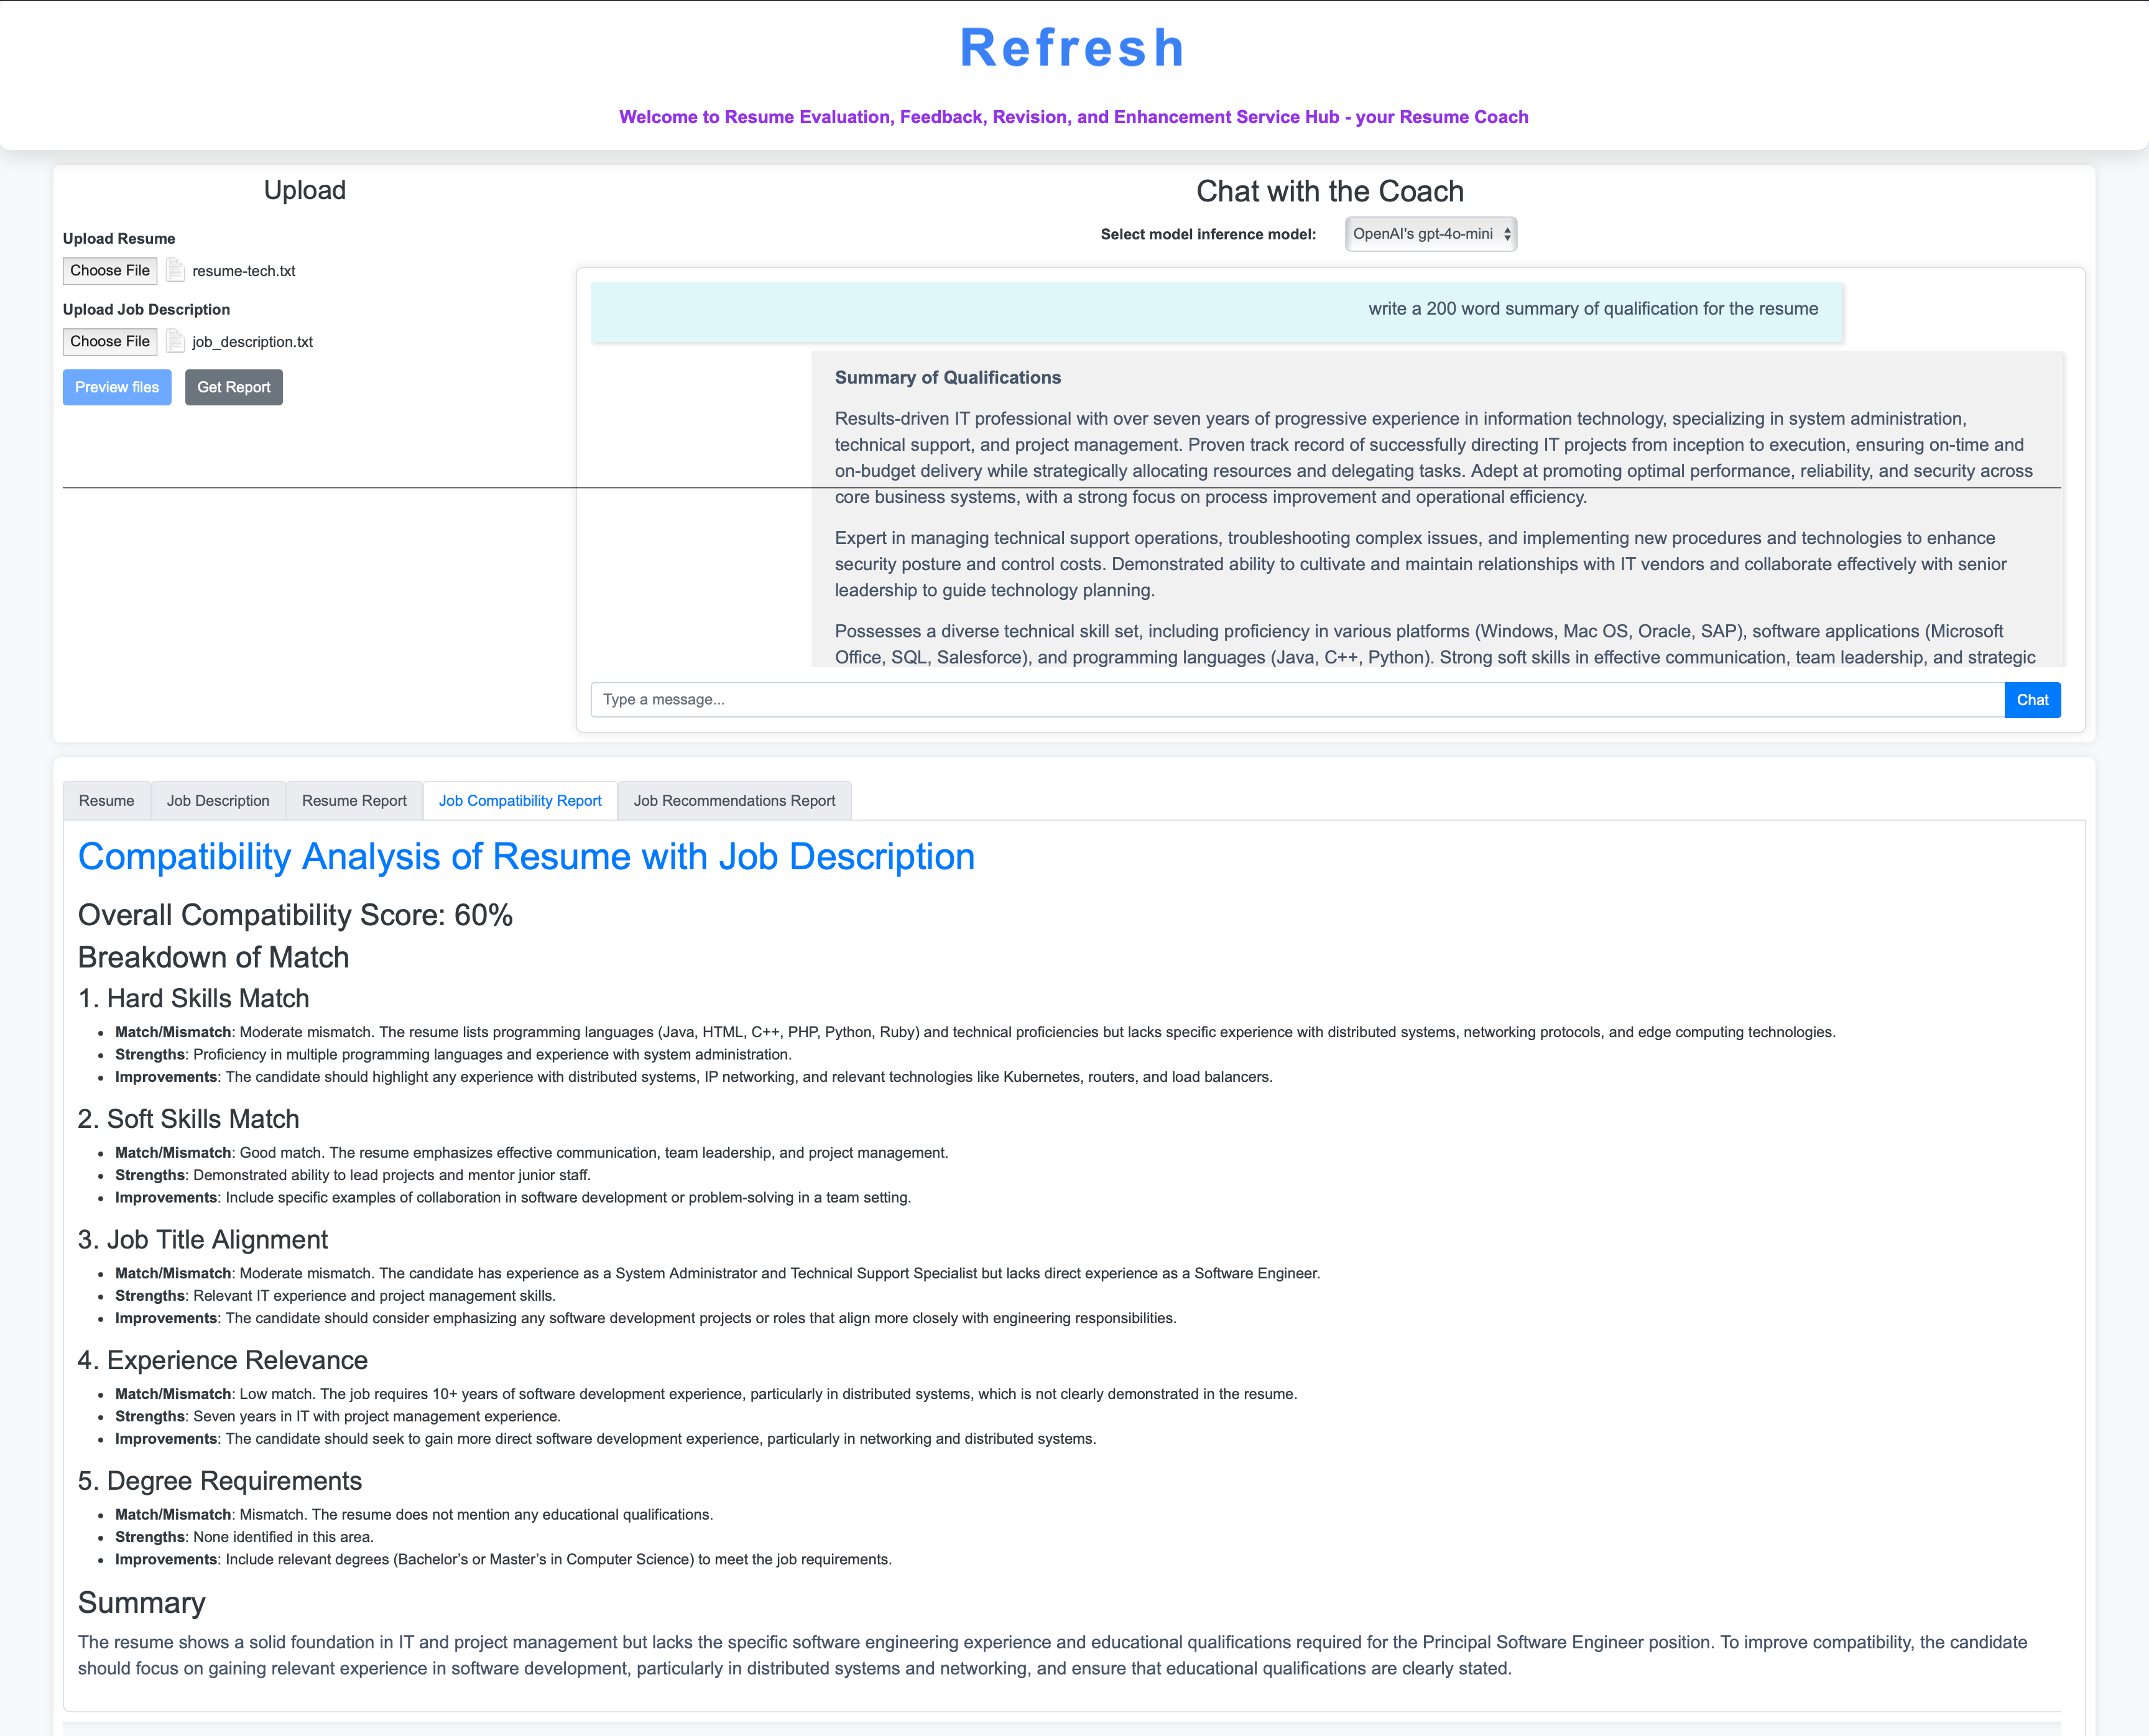 Refresh
Welcome to Resume Evaluation, Feedback, Revision, and Enhancement Service Hub - your Resume Coach
Upload
Upload Resume
Choose File resume-tech.txt
Upload Job Description
Choose File job_description.txt
Preview files Get Report
Chat with the Coach
Select model inference model: OpenAI's gpt-4o-mini
write a 200 word summary of qualification for the resume
Summary of Qualifications
Results-driven IT professional with over seven years of progressive experience in information technology, specializing in system administration,
technical support, and project management. Proven track record of successfully directing IT projects from inception to execution, ensuring on-time and
on-budget delivery while strategically allocating resources and delegating tasks. Adept at promoting optimal performance, reliability, and security across
core business systems, with a strong focus on process improvement and operational efficiency.
Expert in managing technical support operations, troubleshooting complex issues, and implementing new procedures and technologies to enhance
security posture and control costs. Demonstrated ability to cultivate and maintain relationships with IT vendors and collaborate effectively with senior
leadership to guide technology planning.
Possesses a diverse technical skill set, including proficiency in various platforms (Windows, Mac OS, Oracle, SAP), software applications (Microsoft
Office, SQL, Salesforce), and programming languages (Java, C++, Python). Strong soft skills in effective communication, team leadership, and strategic
Type a message...
Chat
Resume Job Description Resume Report Job Compatibility Report Job Recommendations Report
Compatibility Analysis of Resume with Job Description
Overall Compatibility Score: 60%
Breakdown of Match
1. Hard Skills Match
• Match/Mismatch: Moderate mismatch. The resume lists programming languages (Java, HTML, C++, PHP, Python, Ruby) and technical proficiencies but lacks specific experience with distributed systems, networking protocols, and edge computing technologies.
• Strengths: Proficiency in multiple programming languages and experience with system administration.
• Improvements: The candidate should highlight any experience with distributed systems, IP networking, and relevant technologies like Kubernetes, routers, and load balancers.
2. Soft Skills Match
• Match/Mismatch: Good match. The resume emphasizes effective communication, team leadership, and project management.
• Strengths: Demonstrated ability to lead projects and mentor junior staff.
• Improvements: Include specific examples of collaboration in software development or problem-solving in a team setting.
3. Job Title Alignment
• Match/Mismatch: Moderate mismatch. The candidate has experience as a System Administrator and Technical Support Specialist but lacks direct experience as a Software Engineer.
• Strengths: Relevant IT experience and project management skills.
• Improvements: The candidate should consider emphasizing any software development projects or roles that align more closely with engineering responsibilities.
4. Experience Relevance
• Match/Mismatch: Low match. The job requires 10+ years of software development experience, particularly in distributed systems, which is not clearly demonstrated in the resume.
• Strengths: Seven years in IT with project management experience.
• Improvements: The candidate should seek to gain more direct software development experience, particularly in networking and distributed systems.
5. Degree Requirements
• Match/Mismatch: Mismatch. The resume does not mention any educational qualifications.
• Strengths: None identified in this area.
• Improvements: Include relevant degrees (Bachelor’s or Master’s in Computer Science) to meet the job requirements.
Summary
The resume shows a solid foundation in IT and project management but lacks the specific software engineering experience and educational qualifications required for the Principal Software Engineer position. To improve compatibility, the candidate
should focus on gaining relevant experience in software development, particularly in distributed systems and networking, and ensure that educational qualifications are clearly stated.